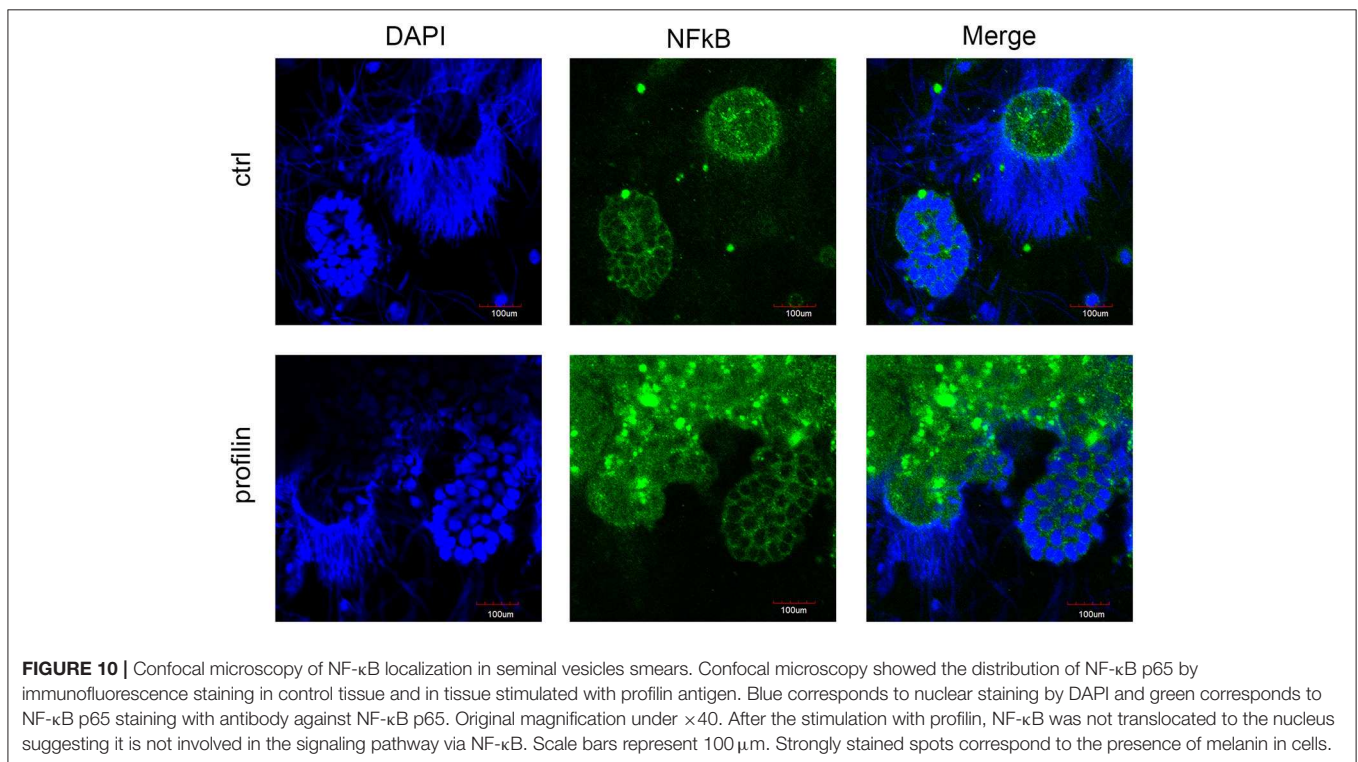 DAPI NFkB Merge
ctrl
100um 100um 100um
profilin
100um 100um 100um
FIGURE 10 | Confocal microscopy of NF-κB localization in seminal vesicles smears. Confocal microscopy showed the distribution of NF-κB p65 by
immunofluorescence staining in control tissue and in tissue stimulated with profilin antigen. Blue corresponds to nuclear staining by DAPI and green corresponds to
NF-κB p65 staining with antibody against NF-κB p65. Original magnification under ×40. After the stimulation with profilin, NF-κB was not translocated to the nucleus
suggesting it is not involved in the signaling pathway via NF-κB. Scale bars represent 100 μm. Strongly stained spots correspond to the presence of melanin in cells.